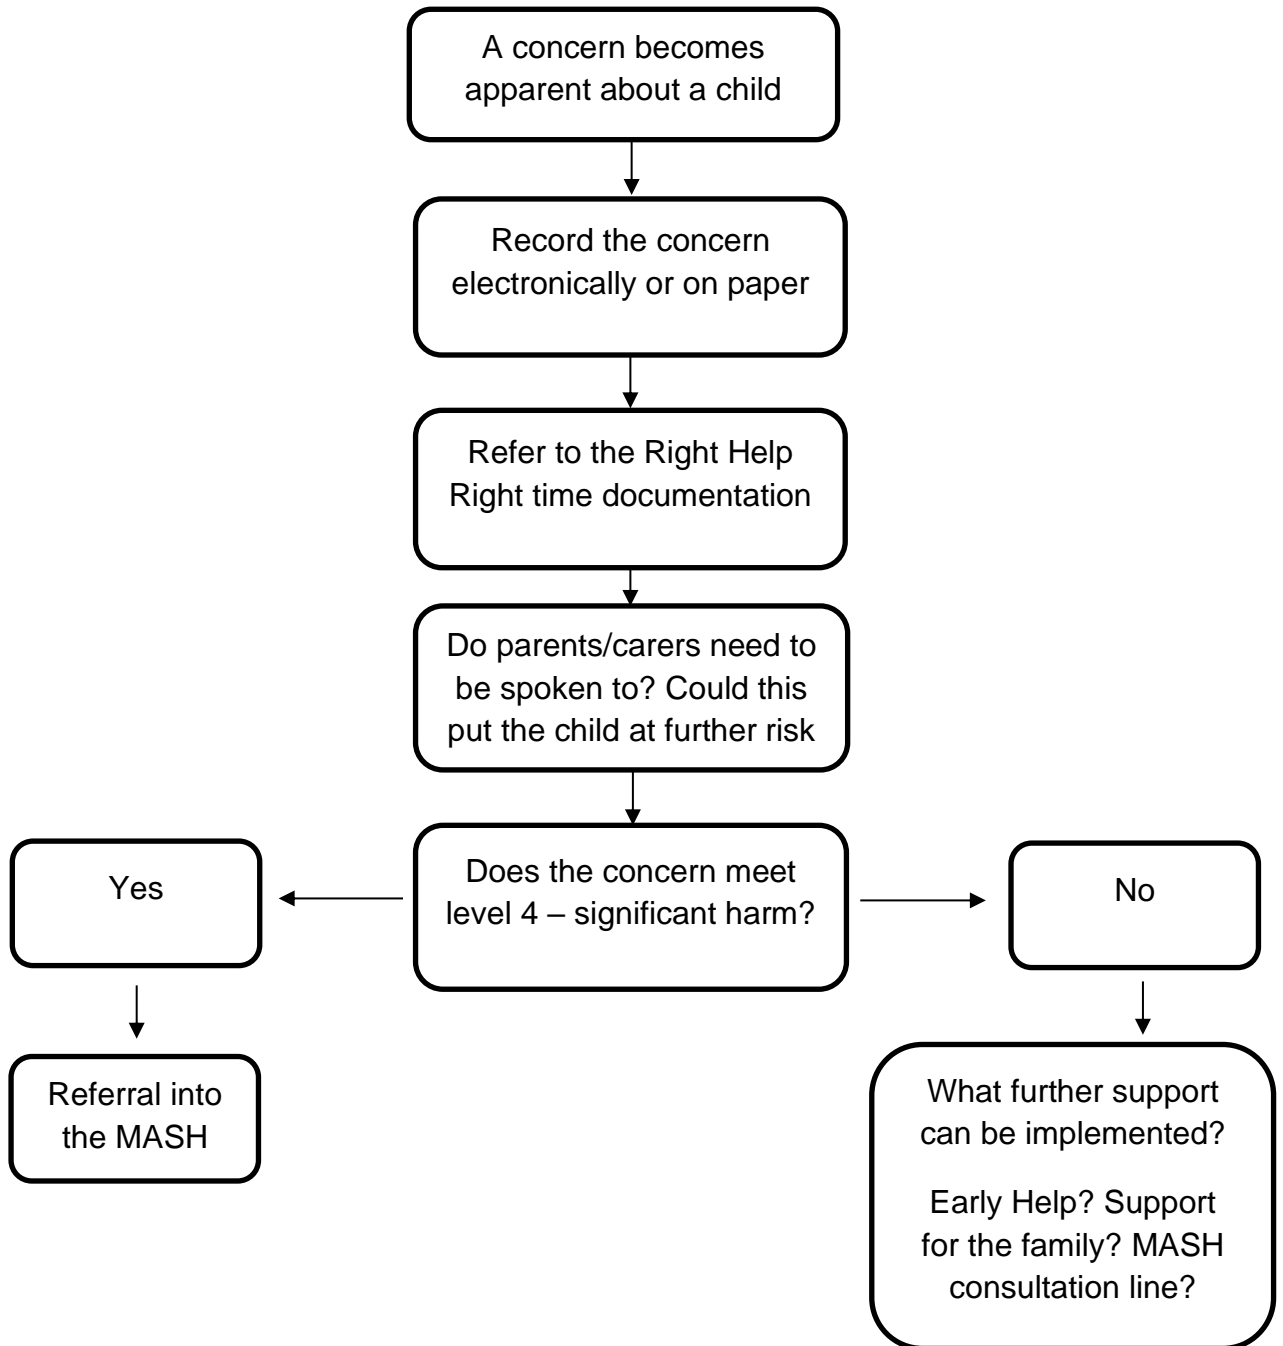 A concern becomes
apparent about a child
Record the concern
electronically or on paper
Refer to the Right Help
Right time documentation
Do parents/carers need to
be spoken to? Could this
put the child at further risk
Does the concern meet
level 4 – significant harm?
Yes
No
Referral into
the MASH
What further support
can be implemented?
Early Help? Support
for the family? MASH
consultation line?